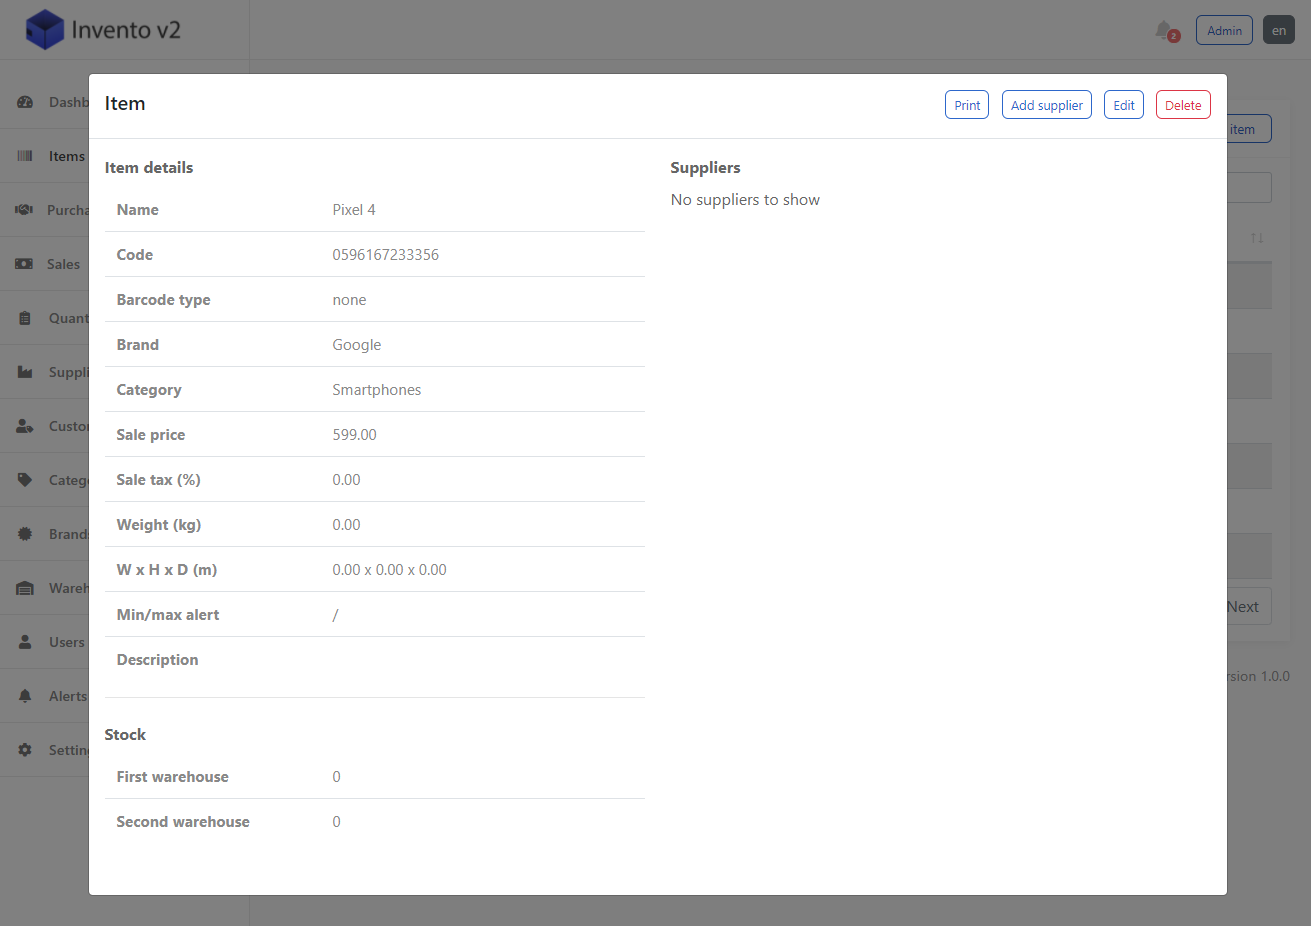 Invento v2
2
Admin
en
Dashb
Items
Purcha
Sales
Quant
Suppli
Custo
Categ
Brand
Wareh
Users
Alerts
Settin
item
Next
rsion 1.0.0
Item
Print
Add supplier
Edit
Delete
Item details
Name Pixel 4
Code 0596167233356
Barcode type none
Brand Google
Category Smartphones
Sale price 599.00
Sale tax (%) 0.00
Weight (kg) 0.00
W x H x D (m) 0.00 x 0.00 x 0.00
Min/max alert /
Description
Stock
First warehouse 0
Second warehouse 0
Suppliers
No suppliers to show